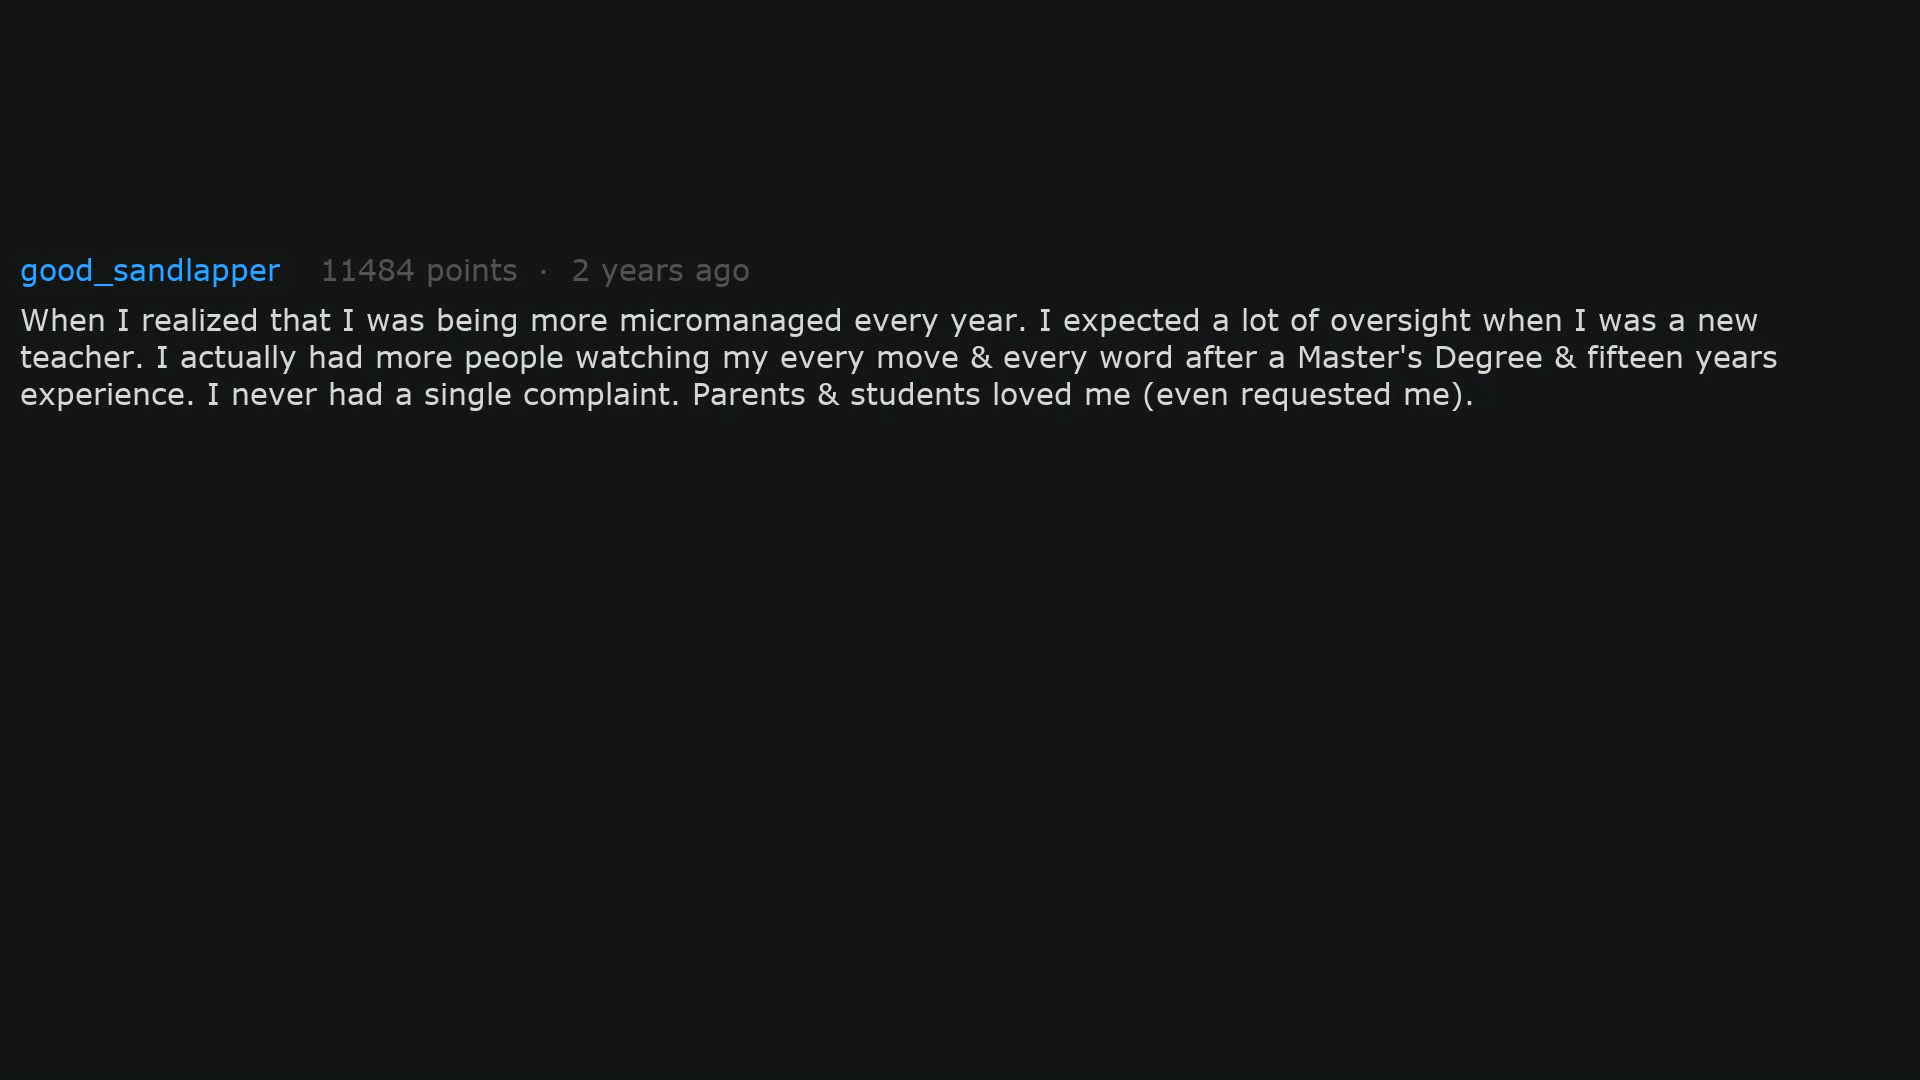 good_sandlapper 11484 points · 2 years ago
When I realized that I was being more micromanaged every year. I expected a lot of oversight when I was a new
teacher. I actually had more people watching my every move & every word after a Master's Degree & fifteen years
experience. I never had a single complaint. Parents & students loved me (even requested me).